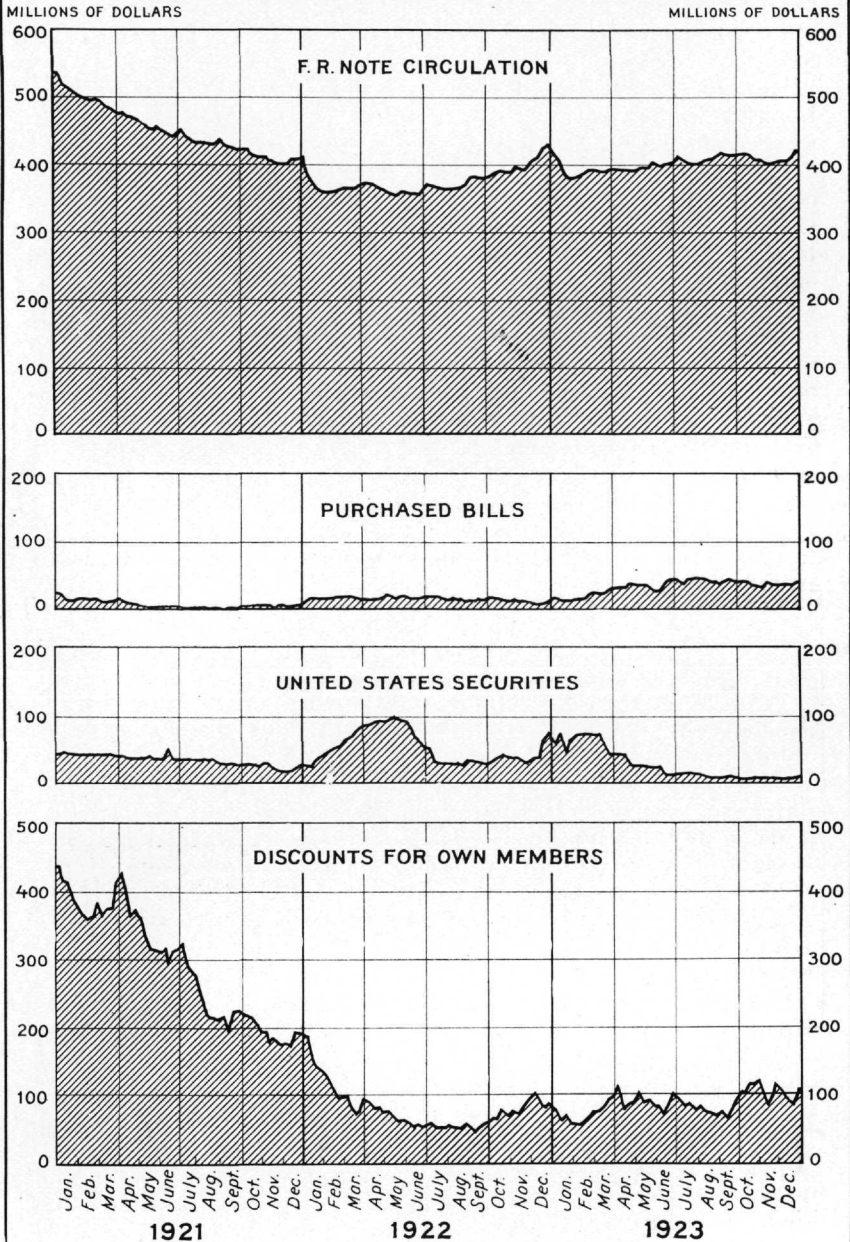 MILLIONS OF DOLLARS MILLIONS OF DOLLARS
600 600
F. R. NOTE CIRCULATION
500 500
400 400
300 300
200 200
100 100
0 0
200 200
PURCHASED BILLS
100 100
0 0
200 200
UNITED STATES SECURITIES
100 100
0 0
500 500
DISCOUNTS FOR OWN MEMBERS
400 400
300 300
200 200
100 100
0 0
Jan. Feb. Mar. Apr. May June July Aug. Sept. Oct. Nov. Dec. Jan. Feb. Mar. Apr. May June July Aug. Sept. Oct. Nov. Dec. Jan. Feb. Mar. Apr. May June July Aug. Sept. Oct. Nov. Dec.
1921 1922 1923